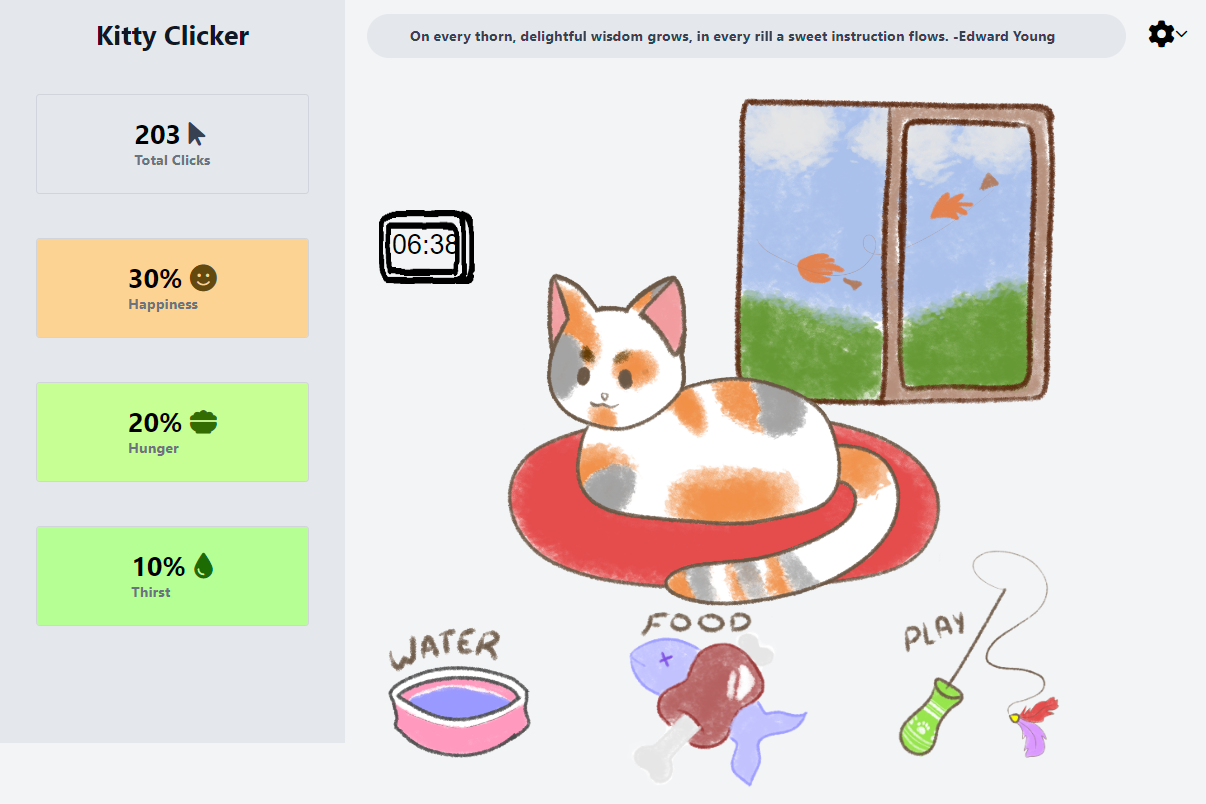 Kitty Clicker
On every thorn, delightful wisdom grows, in every rill a sweet instruction flows. -Edward Young
203
Total Clicks
06:38
30%
Happiness
20%
Hunger
10%
Thirst
WATER
FOOD
PLAY